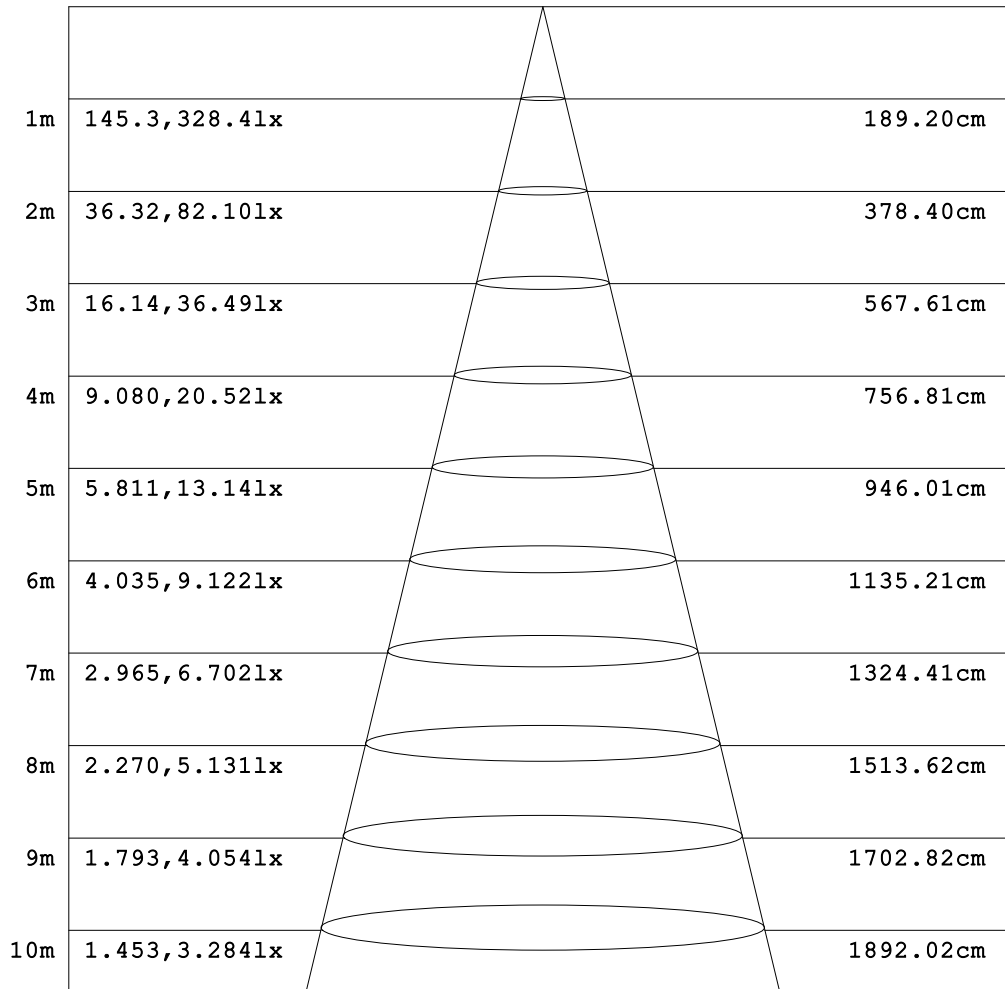 1m 145.3,328.4lx 189.20cm
2m 36.32,82.10lx 378.40cm
3m 16.14,36.49lx 567.61cm
4m 9.080,20.52lx 756.81cm
5m 5.811,13.14lx 946.01cm
6m 4.035,9.122lx 1135.21cm
7m 2.965,6.702lx 1324.41cm
8m 2.270,5.131lx 1513.62cm
9m 1.793,4.054lx 1702.82cm
10m 1.453,3.284lx 1892.02cm